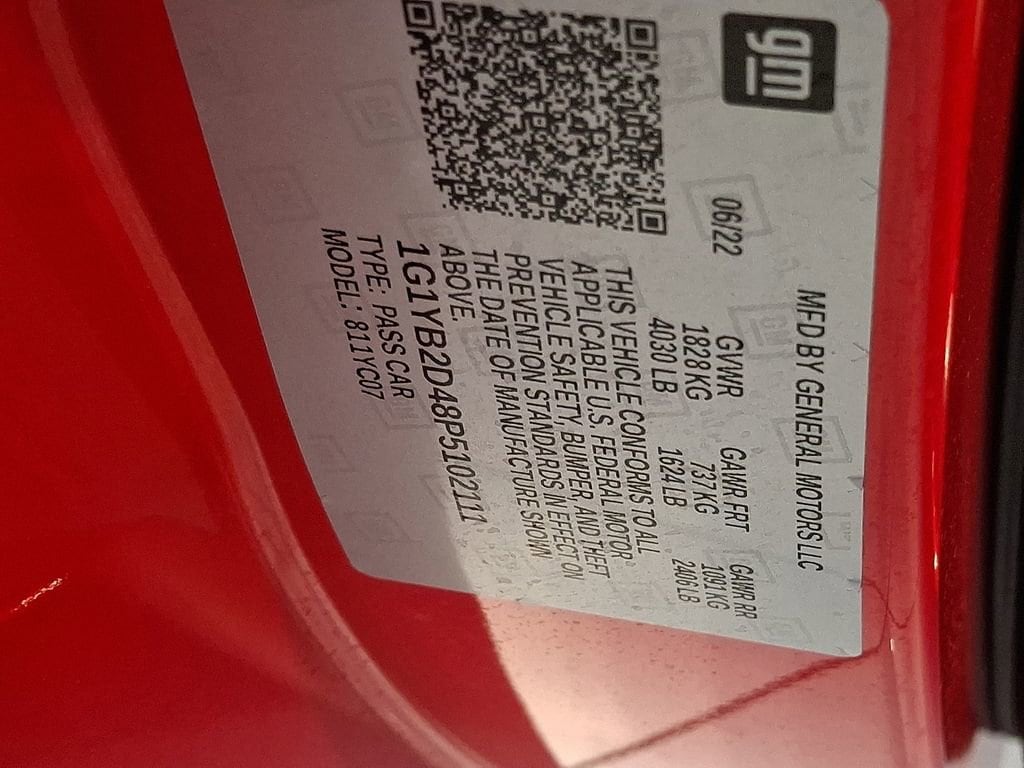 gm
MFD BY GENERAL MOTORS LLC
06/22
GVWR GAWR FRT GAWR RR
1828 KG 737 KG 1091 KG
4030 LB 1624 LB 2406 LB
THIS VEHICLE CONFORMS TO ALL
APPLICABLE U.S. FEDERAL MOTOR
VEHICLE SAFETY, BUMPER, AND THEFT
PREVENTION STANDARDS IN EFFECT ON
THE DATE OF MANUFACTURE SHOWN
ABOVE.
1G1YB2D48P5102111
TYPE: PASS CAR
MODEL: 811YC07